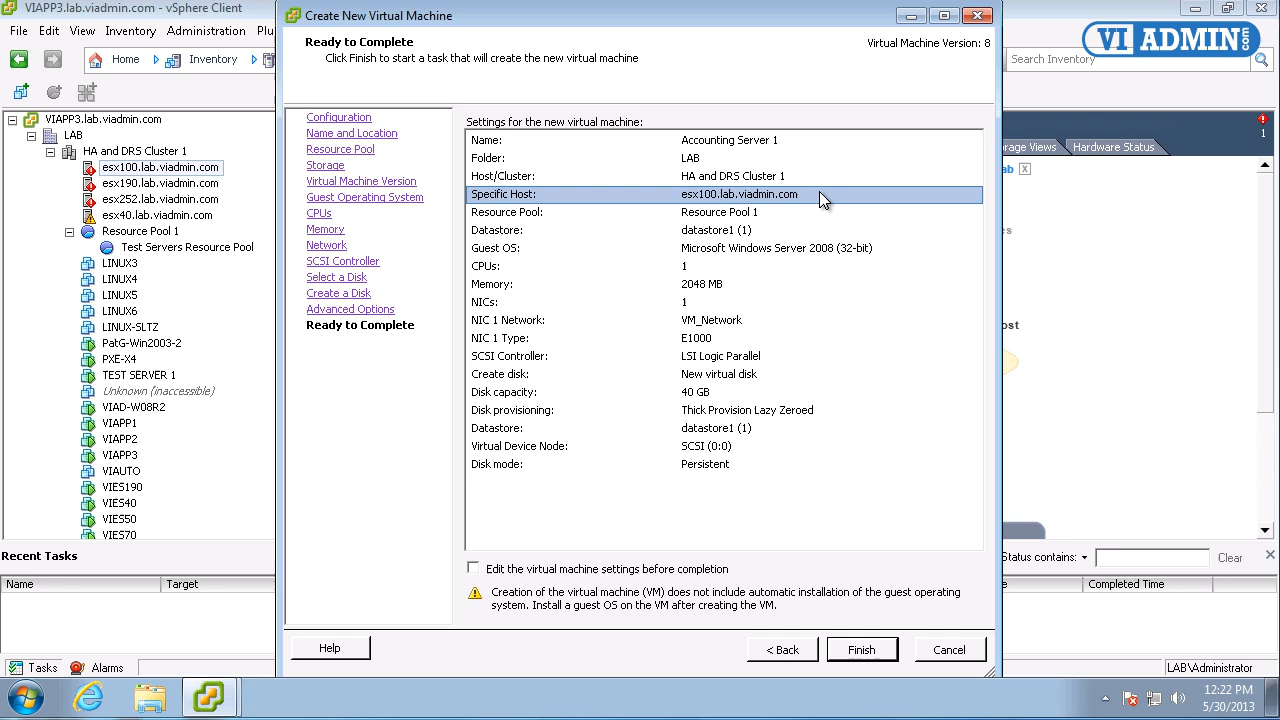 VIAPP3.lab.viadmin.com - vSphere Client
File Edit View Inventory Administration Plu
Home Inventory
VIAPP3.lab.viadmin.com
LAB
HA and DRS Cluster 1
esx100.lab.viadmin.com
esx190.lab.viadmin.com
esx252.lab.viadmin.com
esx40.lab.viadmin.com
Resource Pool 1
Test Servers Resource Pool
LINUX3
LINUX4
LINUX5
LINUX6
LINUX-SLTZ
PatG-Win2003-2
PXE-X4
TEST SERVER 1
Unknown (inaccessible)
VIAD-W08R2
VIAPP1
VIAPP2
VIAPP3
VIAUTO
VIES190
VIES40
VIES50
VIES70
Create New Virtual Machine
Ready to Complete
Click Finish to start a task that will create the new virtual machine
Virtual Machine Version: 8
Configuration
Name and Location
Resource Pool
Storage
Virtual Machine Version
Guest Operating System
CPUs
Memory
Network
SCSI Controller
Select a Disk
Create a Disk
Advanced Options
Ready to Complete
Settings for the new virtual machine:
Name: Accounting Server 1
Folder: LAB
Host/Cluster: HA and DRS Cluster 1
Specific Host: esx100.lab.viadmin.com
Resource Pool: Resource Pool 1
Datastore: datastore1 (1)
Guest OS: Microsoft Windows Server 2008 (32-bit)
CPUs: 1
Memory: 2048 MB
NICs: 1
NIC 1 Network: VM_Network
NIC 1 Type: E1000
SCSI Controller: LSI Logic Parallel
Create disk: New virtual disk
Disk capacity: 40 GB
Disk provisioning: Thick Provision Lazy Zeroed
Datastore: datastore1 (1)
Virtual Device Node: SCSI (0:0)
Disk mode: Persistent
Edit the virtual machine settings before completion
Creation of the virtual machine (VM) does not include automatic installation of the guest operating
system. Install a guest OS on the VM after creating the VM.
Help < Back Finish Cancel
VI ADMIN.com
Search Inventory
rage Views Hardware Status
ab
es
ost
Recent Tasks
Status contains: Clear
Name Target
e Completed Time
Tasks Alarms
LAB\Administrator
12:22 PM
5/30/2013